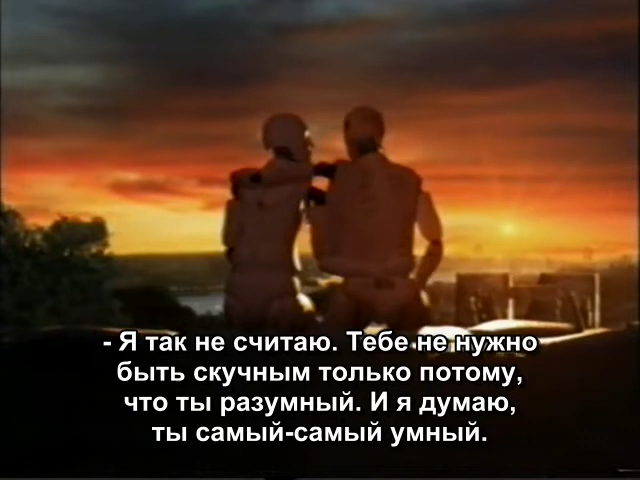 - Я так не считаю. Тебе не нужно
быть скучным только потому,
что ты разумный. И я думаю,
ты самый-самый умный.